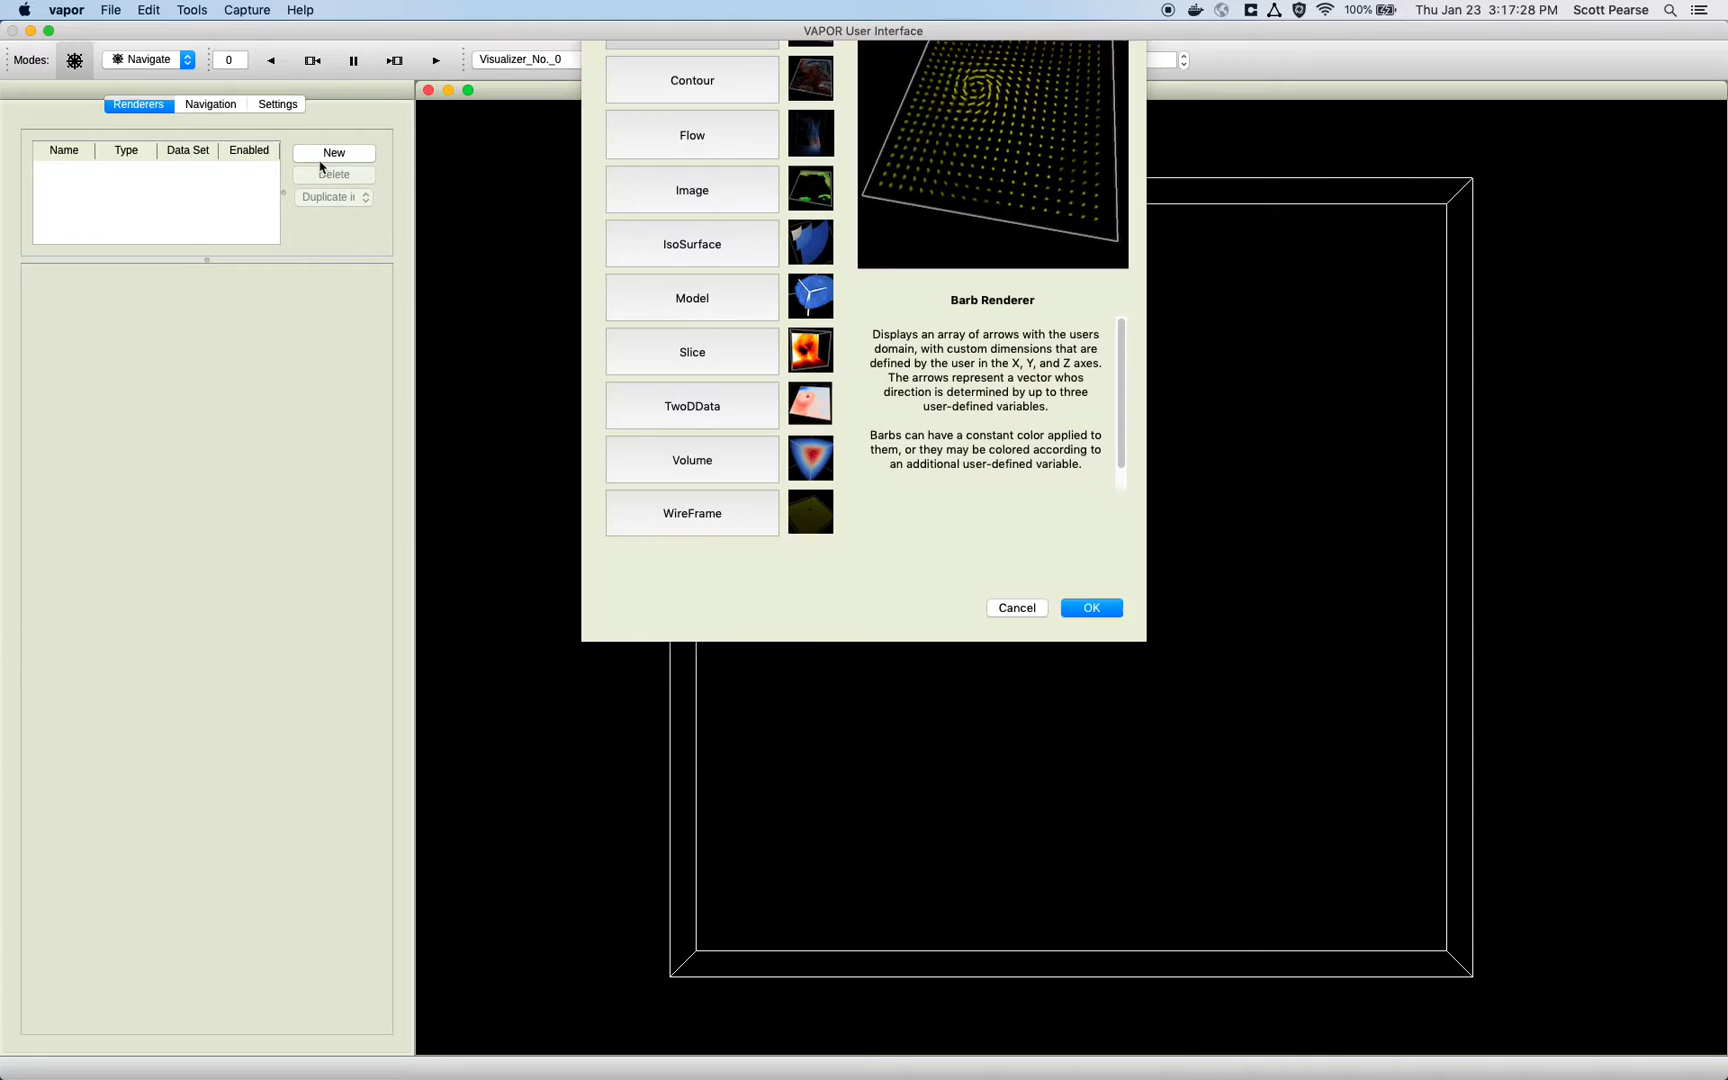 vapor File Edit Tools Capture Help 100% Thu Jan 23 3:17:28 PM Scott Pearse
VAPOR User Interface
Modes: Navigate 0 Visualizer_No._0
Renderers Navigation Settings
Name Type Data Set Enabled
New
Delete
Duplicate
Contour
Flow
Image
IsoSurface
Model
Slice
TwoDData
Volume
WireFrame
Barb Renderer
Displays an array of arrows with the users
domain, with custom dimensions that are
defined by the user in the X, Y, and Z axes.
The arrows represent a vector whos
direction is determined by up to three
user-defined variables.
Barbs can have a constant color applied to
them, or they may be colored according to
an additional user-defined variable.
Cancel OK